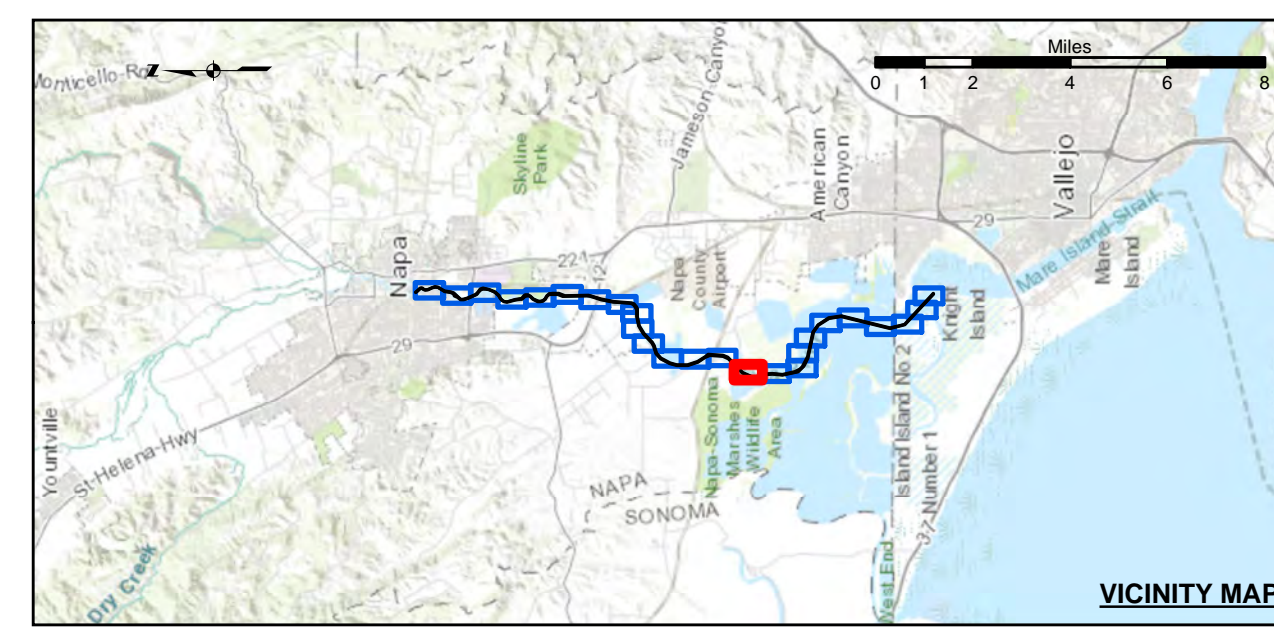 Monticello-Rd
Z
Miles
0 1 2 4 6 8
Skyline
Park
Jameson-Canyon
American
Canyon
Vallejo
29
Mare Island-Strait
Mare
Island
Napa
221
12
Napa
County
Airport
Knight
Island
29
Yountville
St-Helena-Hwy
Napa-Sonoma
Marshes
Wildlife
Area
Island Island No 2
37-Number 1
NAPA
SONOMA
Dry Creek
West End
VICINITY MAP